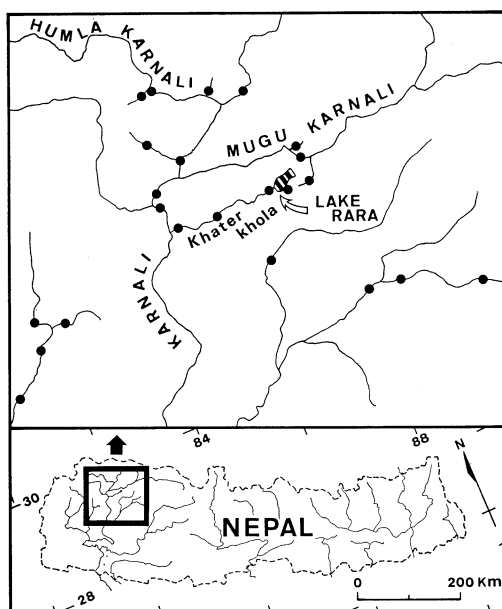 HUMLA KARNALI
MUGU KARNALI
LAKE
RARA
Khater
khola
KARNALI
84
88
N
30
NEPAL
28
0 200 Km